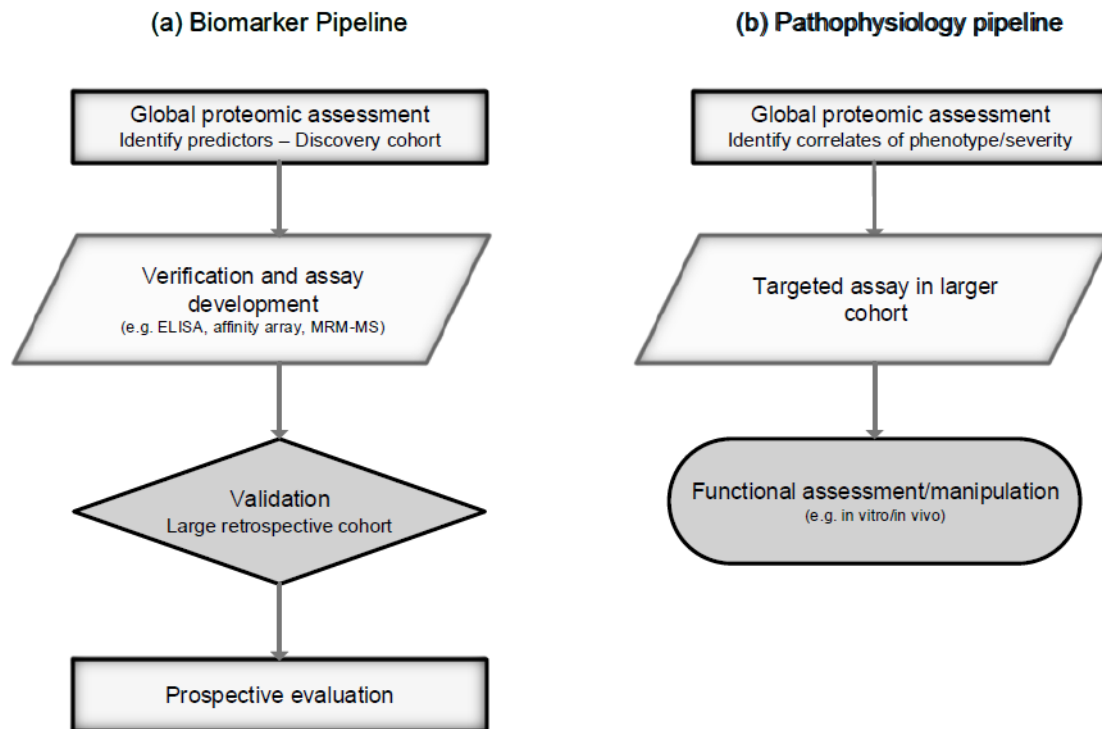 (a) Biomarker Pipeline
Global proteomic assessment
Identify predictors – Discovery cohort
Verification and assay
development
(e.g. ELISA, affinity array, MRM-MS)
Validation
Large retrospective cohort
Prospective evaluation
(b) Pathophysiology pipeline
Global proteomic assessment
Identify correlates of phenotype/severity
Targeted assay in larger
cohort
Functional assessment/manipulation
(e.g. in vitro/in vivo)